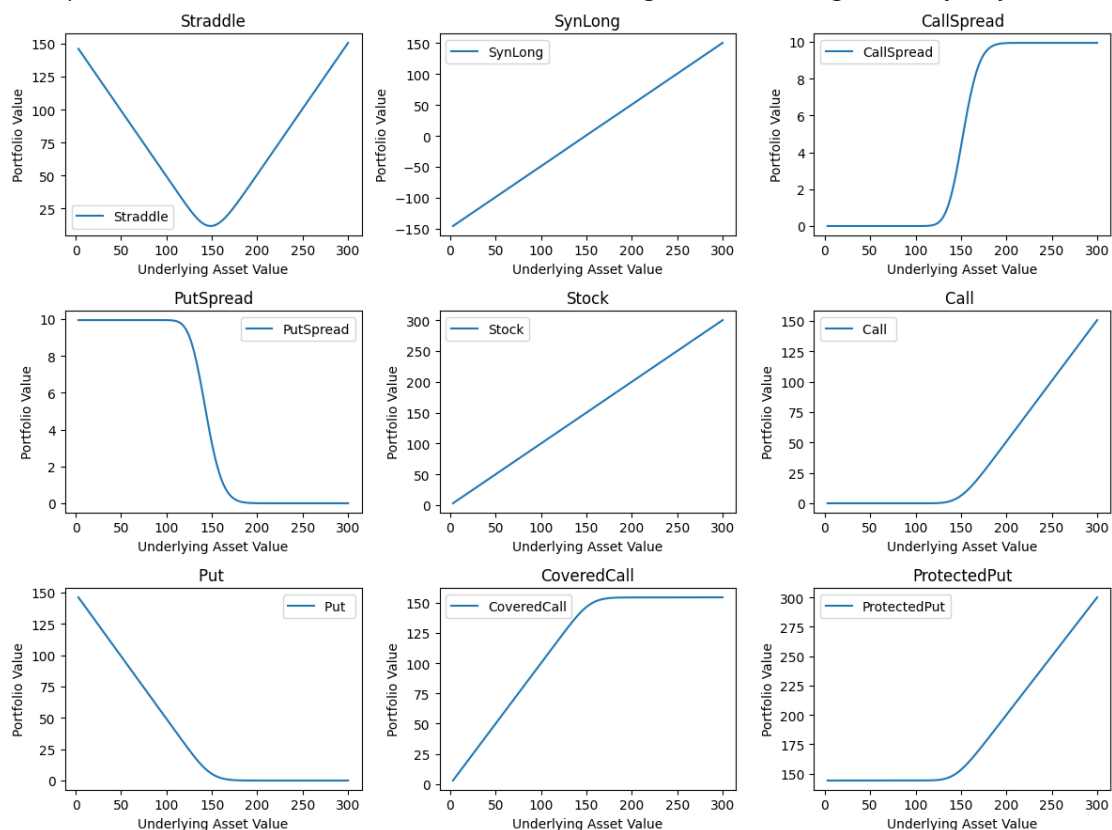 Straddle
Portfolio Value
150
125
100
75
50
25
Straddle
0 50 100 150 200 250 300
Underlying Asset Value
SynLong
Portfolio Value
150
100
50
0
−50
−100
−150
SynLong
0 50 100 150 200 250 300
Underlying Asset Value
CallSpread
Portfolio Value
10
8
6
4
2
0
CallSpread
0 50 100 150 200 250 300
Underlying Asset Value
PutSpread
Portfolio Value
10
8
6
4
2
0
PutSpread
0 50 100 150 200 250 300
Underlying Asset Value
Stock
Portfolio Value
300
250
200
150
100
50
0
Stock
0 50 100 150 200 250 300
Underlying Asset Value
Call
Portfolio Value
150
125
100
75
50
25
0
Call
0 50 100 150 200 250 300
Underlying Asset Value
Put
Portfolio Value
150
125
100
75
50
25
0
Put
0 50 100 150 200 250 300
Underlying Asset Value
CoveredCall
Portfolio Value
150
125
100
75
50
25
0
CoveredCall
0 50 100 150 200 250 300
Underlying Asset Value
ProtectedPut
Portfolio Value
300
275
250
225
200
175
150
ProtectedPut
0 50 100 150 200 250 300
Underlying Asset Value